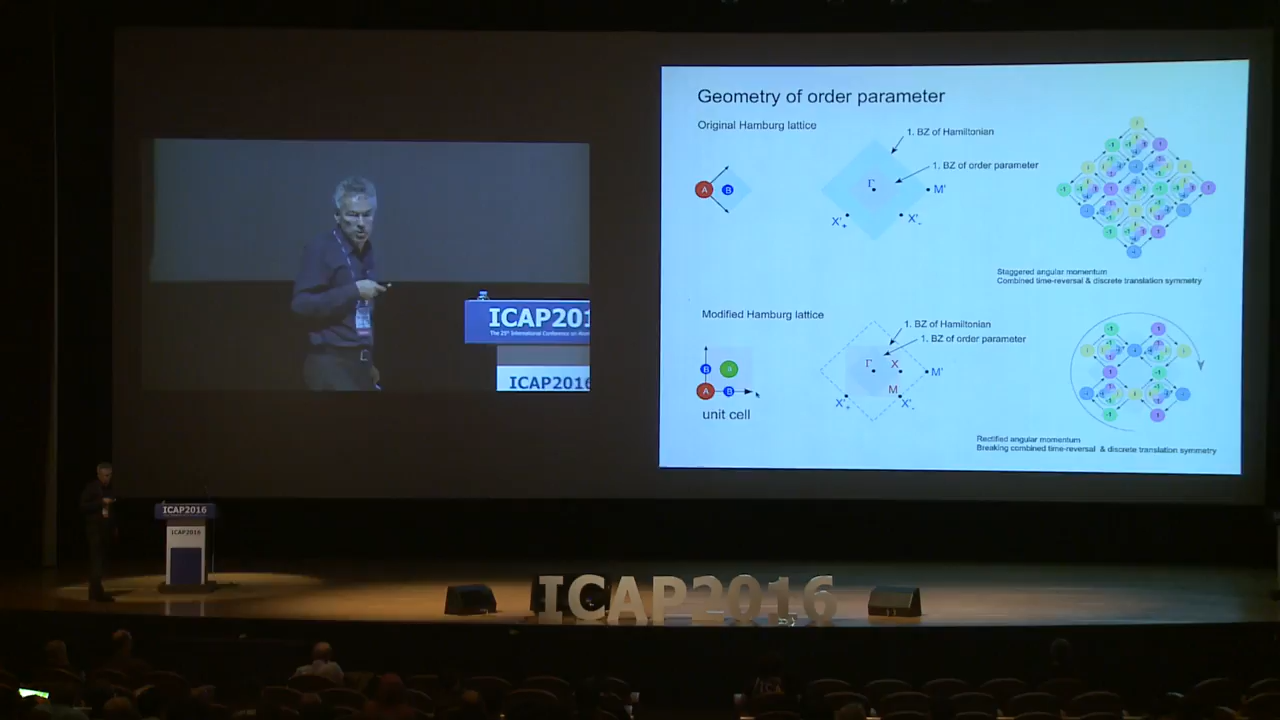 Geometry of order parameter
Original Hamburg lattice
1. BZ of Hamiltonian
1. BZ of order parameter
A
B
Γ
M'
X'+
X'-
Staggered angular momentum
Combined time-reversal & discrete translation symmetry
Modified Hamburg lattice
1. BZ of Hamiltonian
1. BZ of order parameter
B
A
B
Γ
X
M'
M
X'+
X'-
unit cell
Rectified angular momentum
Breaking combined time-reversal & discrete translation symmetry
ICAP201
ICAP2016
ICAP2016
ICAP2016
ICAP2016